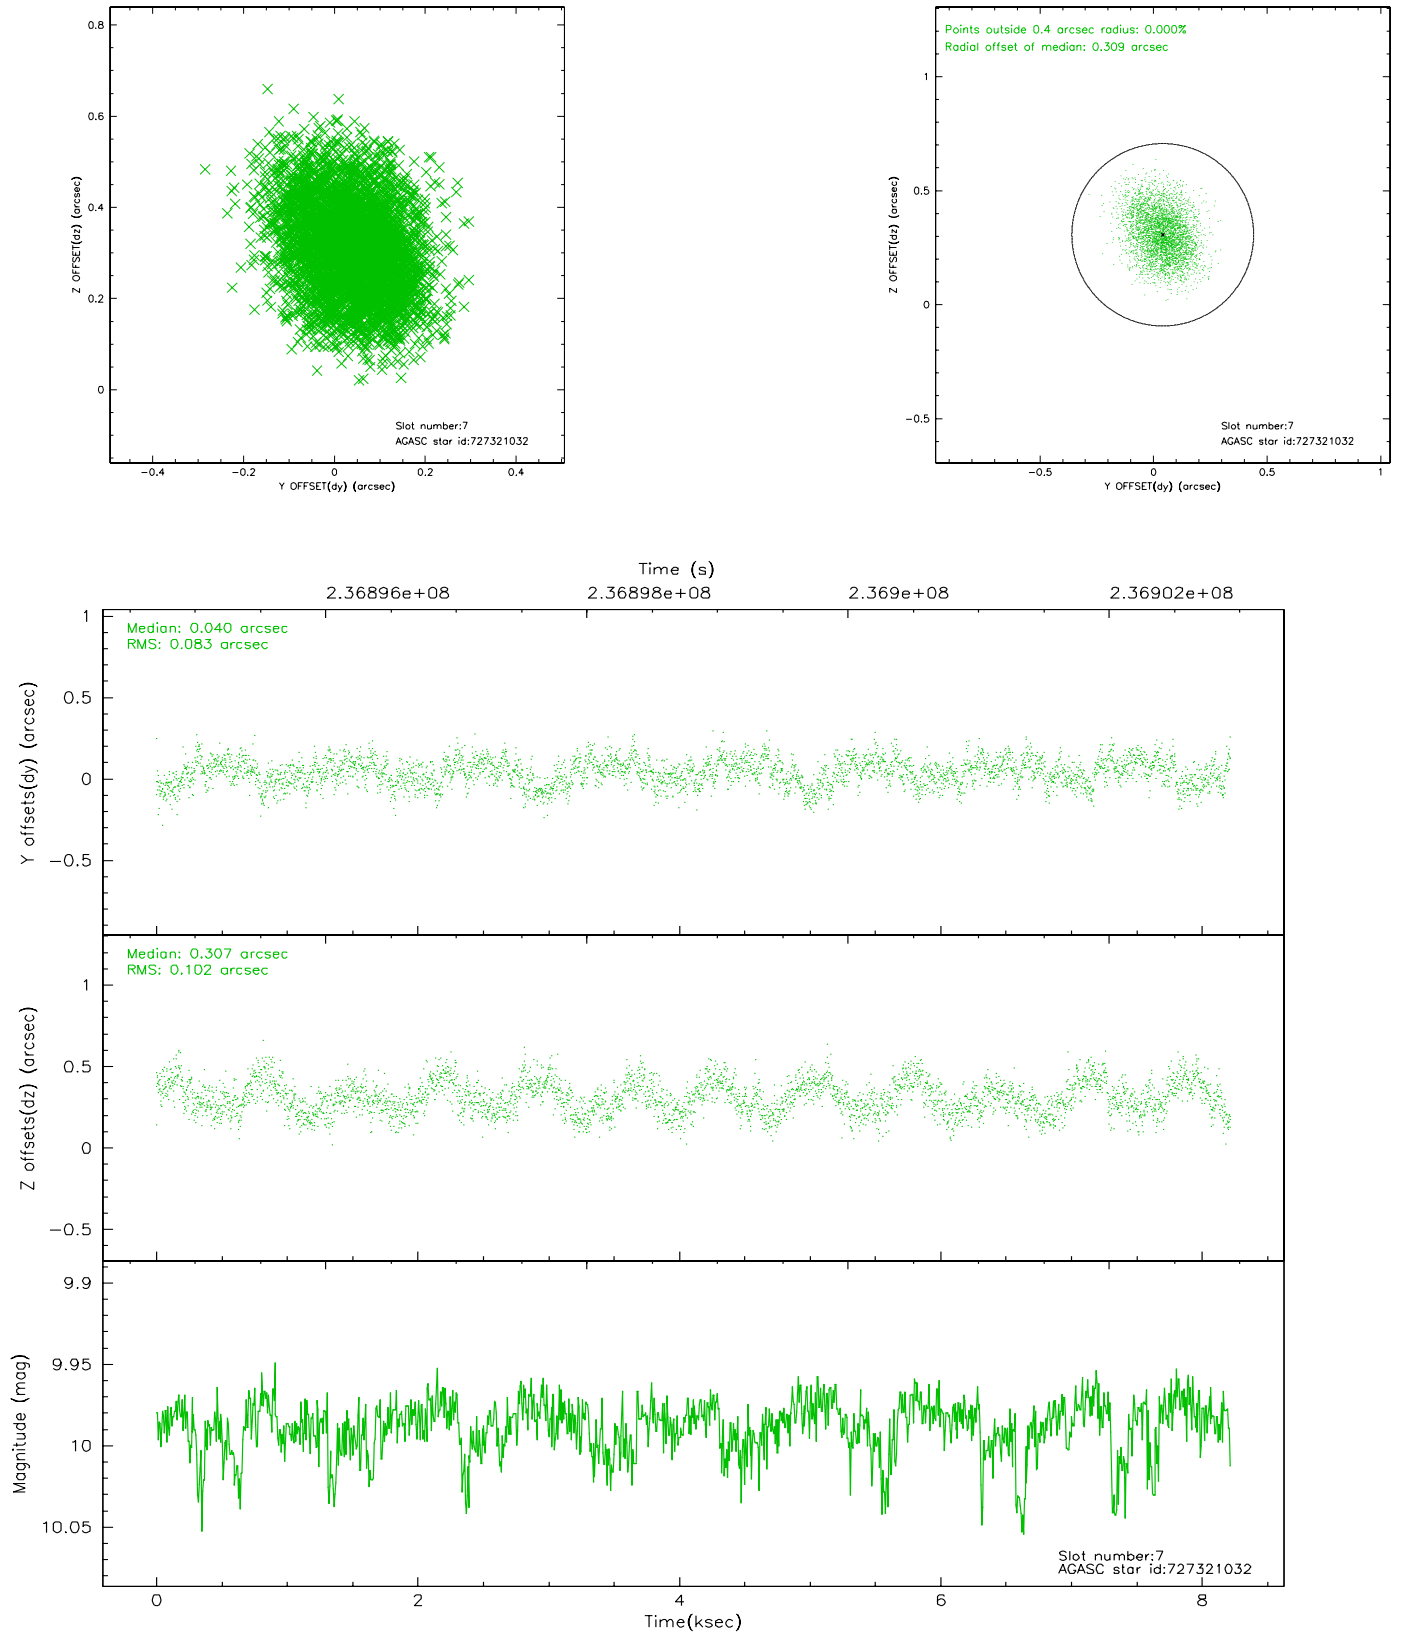 0.8
0.6
0.4
0.2
0
Z OFFSET(dz) (arcsec)
Slot number:7
AGASC star id:727321032
−0.4 −0.2 0 0.2 0.4
Y OFFSET(dy) (arcsec)
Points outside 0.4 arcsec radius: 0.000%
Radial offset of median: 0.309 arcsec
1
0.5
0
−0.5
Z OFFSET(dz) (arcsec)
Slot number:7
AGASC star id:727321032
−0.5 0 0.5 1
Y OFFSET(dy) (arcsec)
Time (s)
2.36896e+08 2.36898e+08 2.369e+08 2.36902e+08
Median: 0.040 arcsec
RMS: 0.083 arcsec
1
0.5
0
−0.5
Y offsets(dy) (arcsec)
Median: 0.307 arcsec
RMS: 0.102 arcsec
1
0.5
0
−0.5
Z offsets(dz) (arcsec)
9.9
9.95
10
10.05
Magnitude (mag)
Slot number:7
AGASC star id:727321032
0 2 4 6 8
Time(ksec)